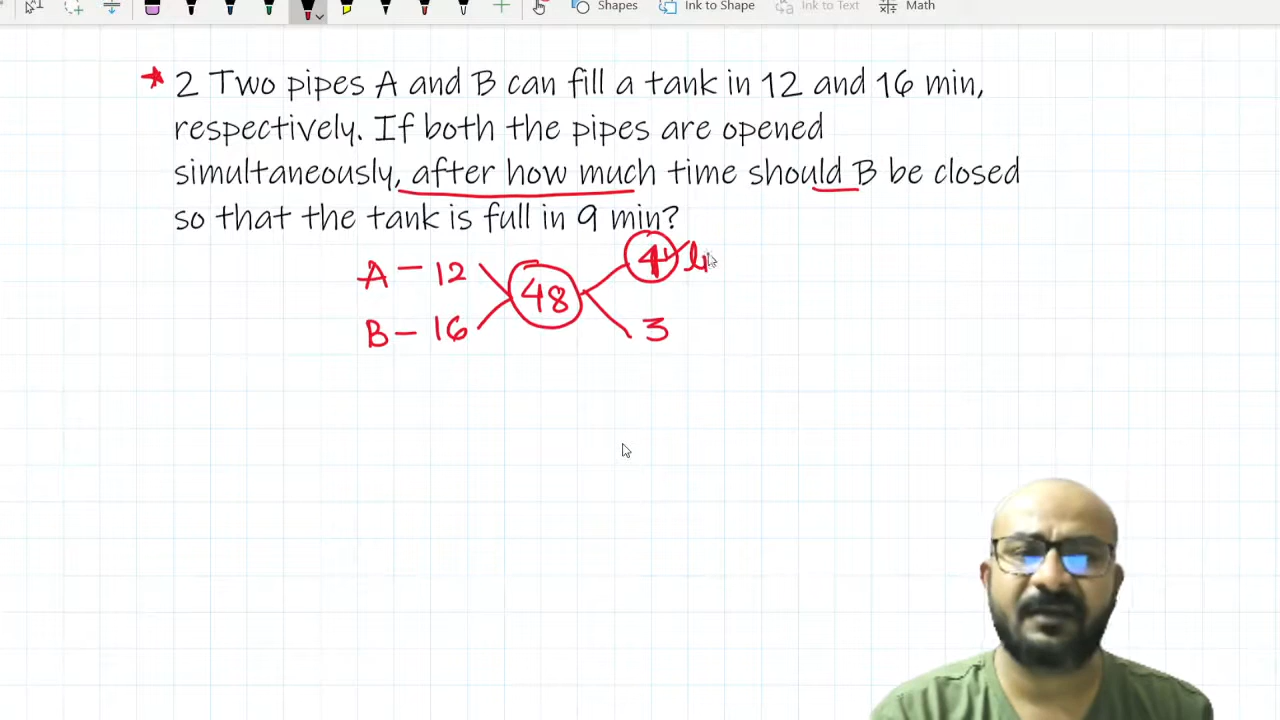 Shapes Ink to Shape Ink to Text Math
2 Two pipes A and B can fill a tank in 12 and 16 min,
respectively. If both the pipes are opened
simultaneously, after how much time should B be closed
so that the tank is full in 9 min?
A - 12 48 4
B - 16 3